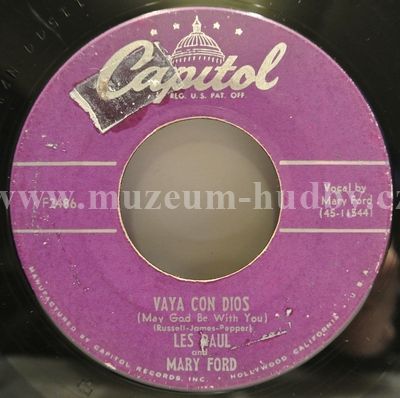 Capitol
REG. U.S. PAT. OFF.
www.muzeum-hudby.cz
F2486
Vocal by
Mary Ford
(45-11544)
VAYA CON DIOS
(May God Be With You)
(Russell-James-Pepper)
LES PAUL
and
MARY FORD
MANUFACTURED BY CAPITOL RECORDS, INC. • HOLLYWOOD, CALIFORNIA U.S.A.